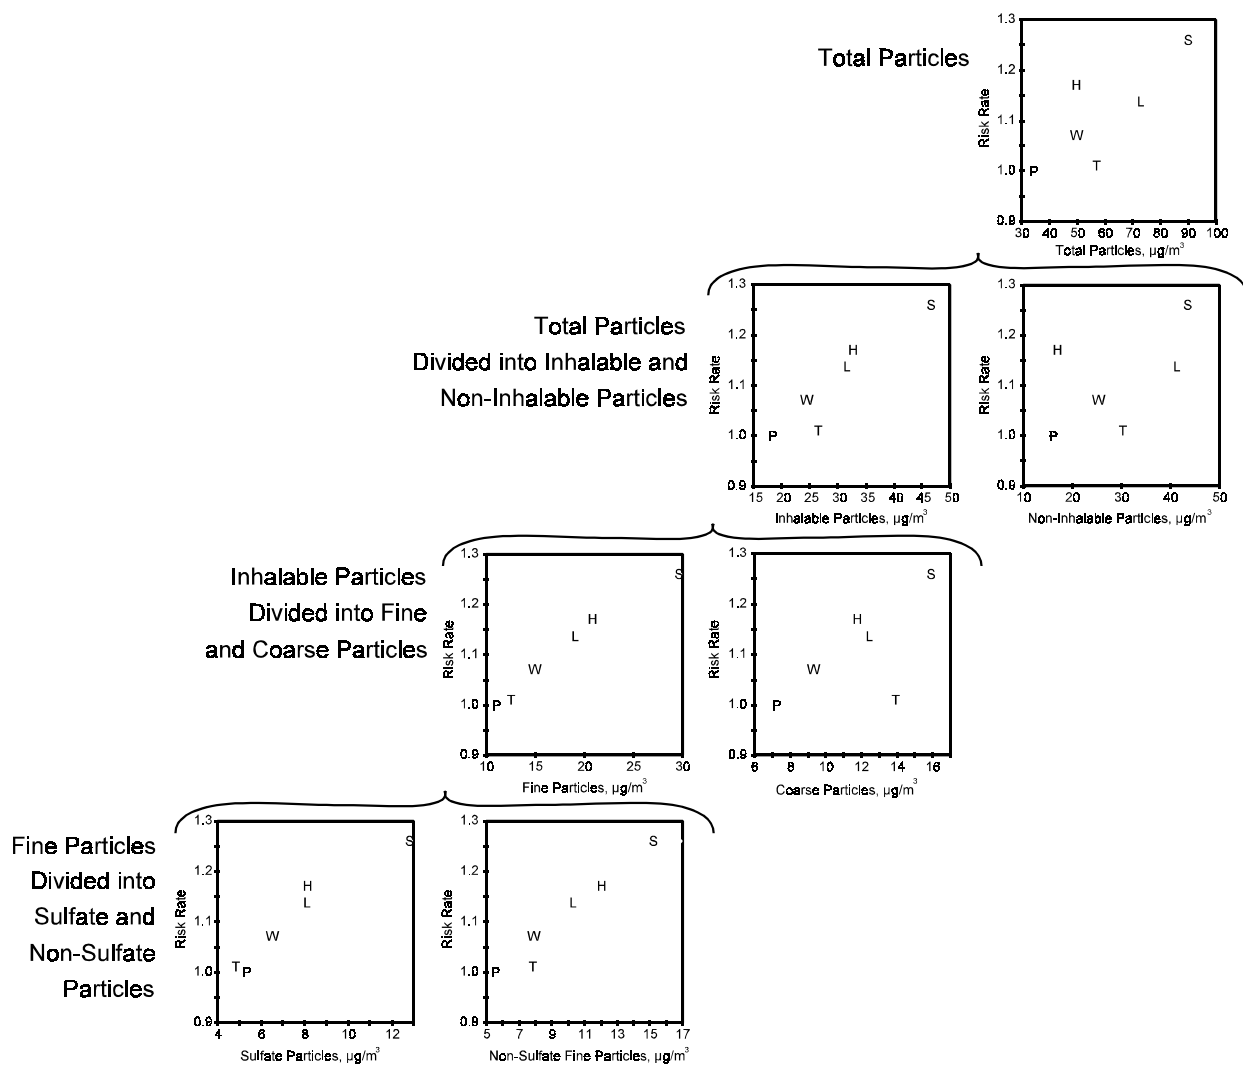 Total Particles
1.3
1.2
1.1
1.0
0.9
Risk Rate
S
H
L
W
T
P
30 40 50 60 70 80 90 100
Total Particles, µg/m³
Total Particles
Divided into Inhalable and
Non-Inhalable Particles
1.3
1.2
1.1
1.0
0.9
Risk Rate
S
H
L
W
T
P
15 20 25 30 35 40 45 50
Inhalable Particles, µg/m³
1.3
1.2
1.1
1.0
0.9
Risk Rate
S
H
L
W
T
P
10 20 30 40 50
Non-Inhalable Particles, µg/m³
Inhalable Particles
Divided into Fine
and Coarse Particles
1.3
1.2
1.1
1.0
0.9
Risk Rate
S
H
L
W
T
P
10 15 20 25 30
Fine Particles, µg/m³
1.3
1.2
1.1
1.0
0.9
Risk Rate
S
H
L
W
T
P
6 8 10 12 14 16
Coarse Particles, µg/m³
Fine Particles
Divided into
Sulfate and
Non-Sulfate
Particles
1.3
1.2
1.1
1.0
0.9
Risk Rate
S
H
L
W
T
P
4 6 8 10 12
Sulfate Particles, µg/m³
1.3
1.2
1.1
1.0
0.9
Risk Rate
S
H
L
W
T
P
5 7 9 11 13 15 17
Non-Sulfate Fine Particles, µg/m³